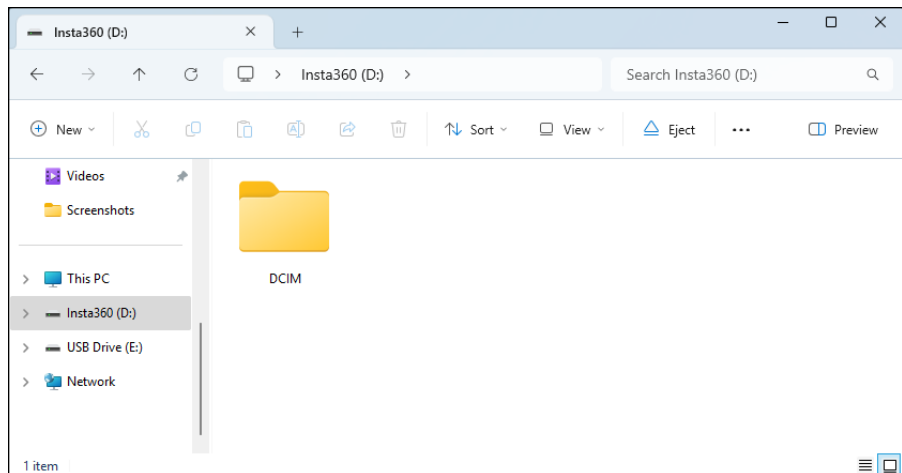 Insta360 (D:)
Insta360 (D:)
Search Insta360 (D:)
New
Sort
View
Eject
Preview
Videos
Screenshots
This PC
Insta360 (D:)
USB Drive (E:)
Network
DCIM
1 item